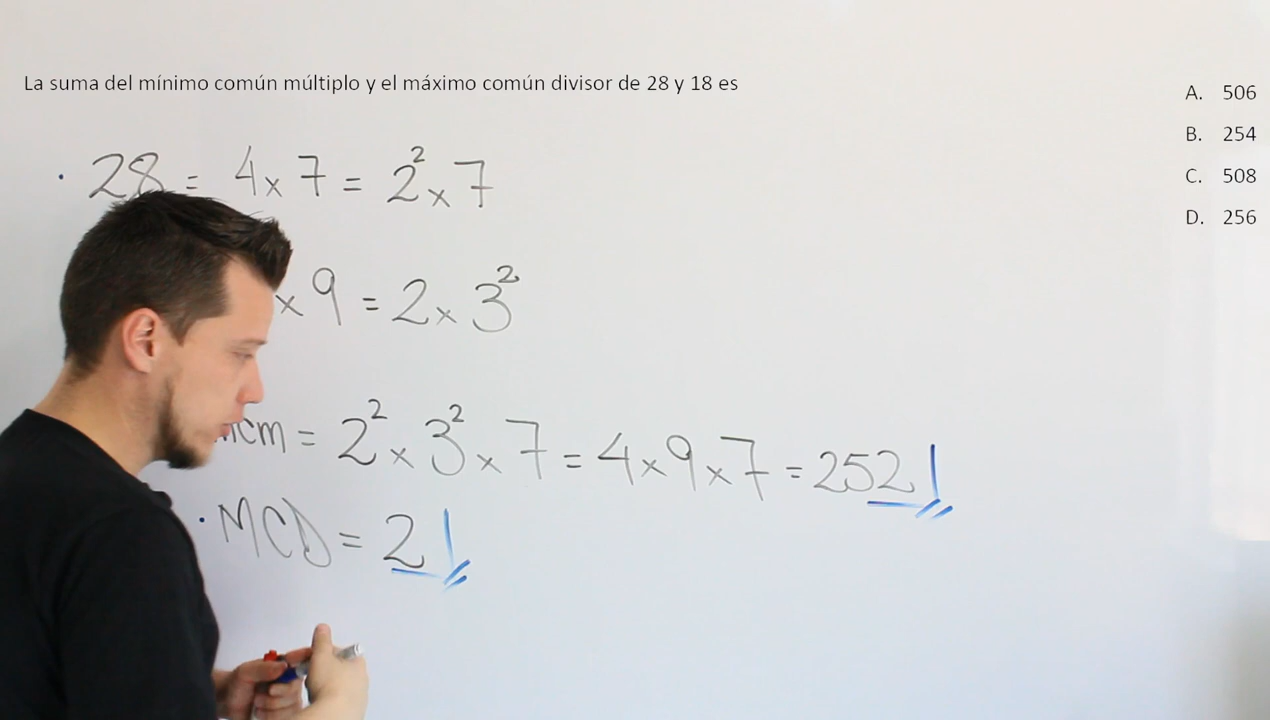 La suma del mínimo común múltiplo y el máximo común divisor de 28 y 18 es
A. 506
B. 254
C. 508
D. 256
28 = 4 x 7 = 2² x 7
x 9 = 2 x 3²
mcm = 2² x 3² x 7 = 4 x 9 x 7 = 252
MCD = 2